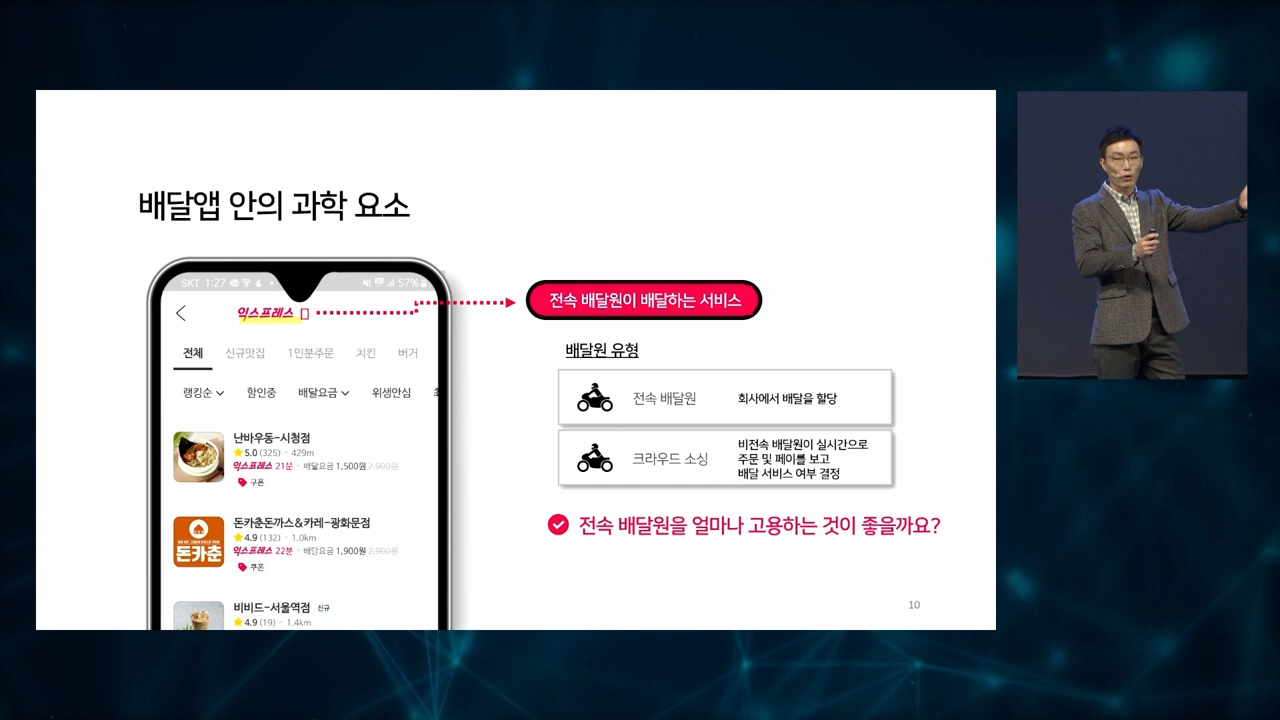 배달앱 안의 과학 요소
SKT 1:27
57%
익스프레스
전체 신규맛집 1인분주문 치킨 버거
랭킹순 할인중 배달요금 위생안심
난바우동-시청점
5.0 (325) · 429m
익스프레스 21분 · 배달요금 1,500원 2,900원
쿠폰
돈카춘돈까스&카레-광화문점
4.9 (132) · 1.0km
익스프레스 22분 · 배달요금 1,900원 2,900원
쿠폰
돈카춘
비비드-서울역점 신규
4.9 (19) · 1.4km
전속 배달원이 배달하는 서비스
배달원 유형
전속 배달원 회사에서 배달을 할당
크라우드 소싱
비전속 배달원이 실시간으로
주문 및 페이를 보고
배달 서비스 여부 결정
전속 배달원을 얼마나 고용하는 것이 좋을까요?
10